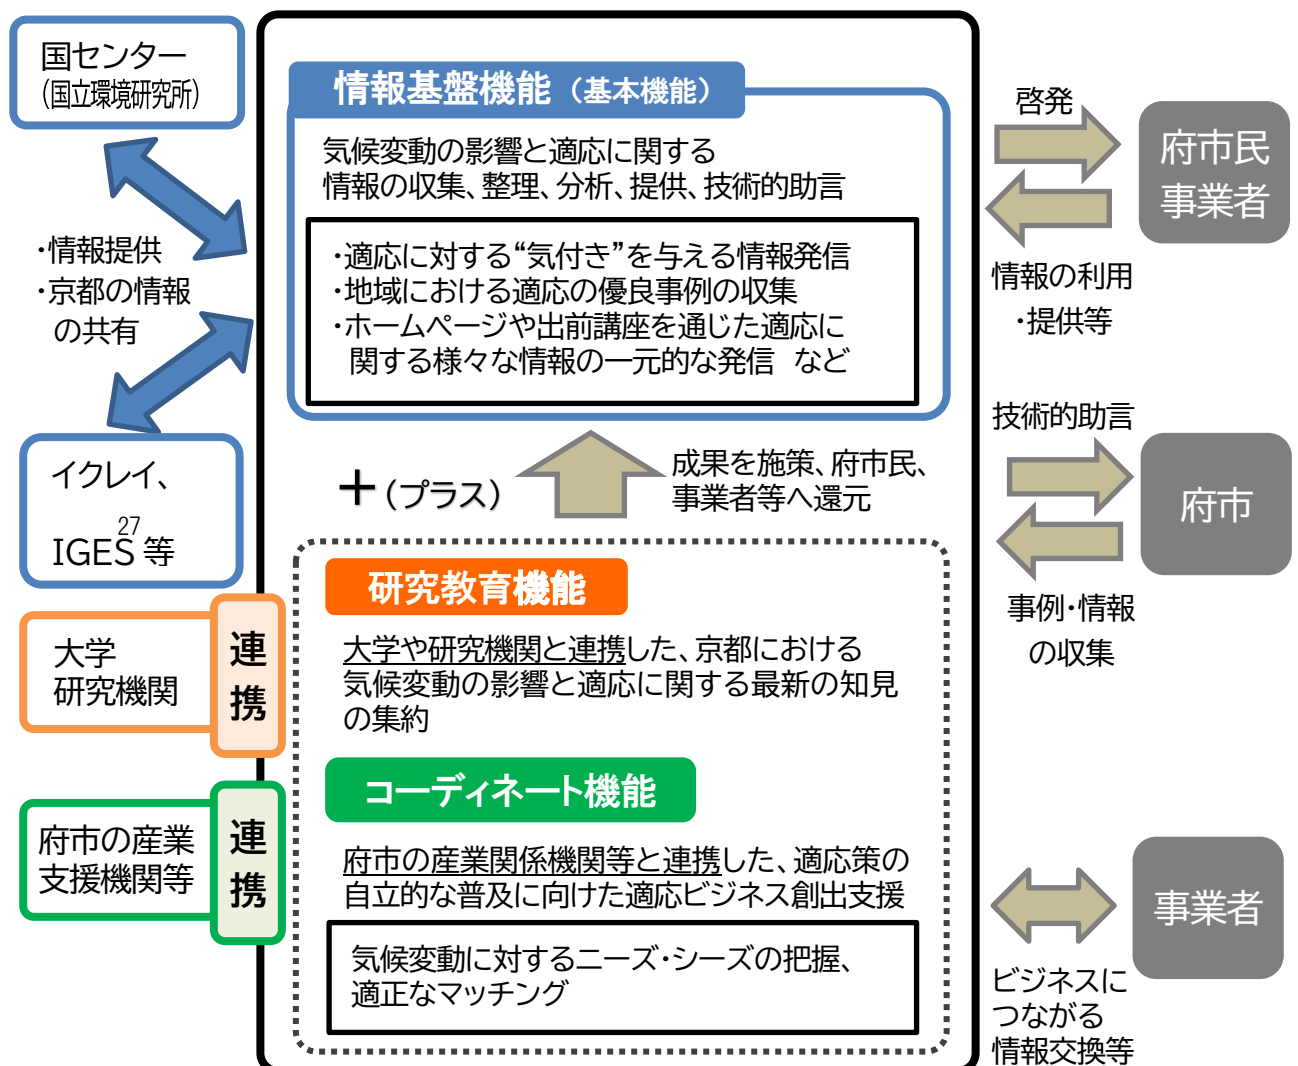 国センター
(国立環境研究所)
・情報提供
・京都の情報
の共有
イクレイ、
IGES27 等
大学
研究機関
連携
府市の産業
支援機関等
連携
情報基盤機能 (基本機能)
気候変動の影響と適応に関する
情報の収集、整理、分析、提供、技術的助言
・適応に対する“気付き”を与える情報発信
・地域における適応の優良事例の収集
・ホームページや出前講座を通じた適応に
関する様々な情報の一元的な発信 など
＋(プラス)
成果を施策、府市民、
事業者等へ還元
研究教育機能
大学や研究機関と連携した、京都における
気候変動の影響と適応に関する最新の知見
の集約
コーディネート機能
府市の産業関係機関等と連携した、適応策の
自立的な普及に向けた適応ビジネス創出支援
気候変動に対するニーズ・シーズの把握、
適正なマッチング
啓発
府市民
事業者
情報の利用
・提供等
技術的助言
府市
事例・情報
の収集
事業者
ビジネスに
つながる
情報交換等